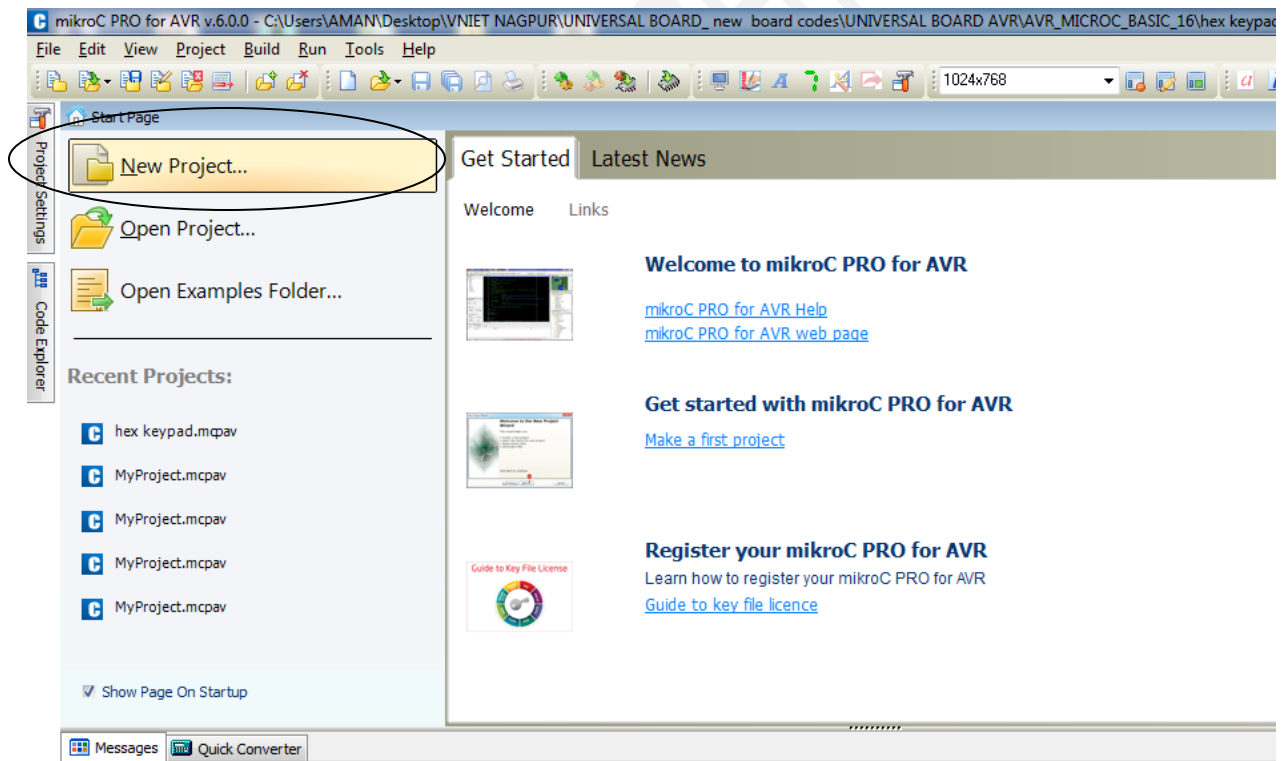 mikroC PRO for AVR v.6.0.0 - C:\Users\AMAN\Desktop\VNIET NAGPUR\UNIVERSAL BOARD_ new board codes\UNIVERSAL BOARD AVR\AVR_MICROC_BASIC_16\hex keypad
File Edit View Project Build Run Tools Help
1024x768
Start Page
Project Settings
Code Explorer
New Project...
Open Project...
Open Examples Folder...
Recent Projects:
hex keypad.mcpav
MyProject.mcpav
MyProject.mcpav
MyProject.mcpav
MyProject.mcpav
Show Page On Startup
Get Started Latest News
Welcome Links
Welcome to mikroC PRO for AVR
mikroC PRO for AVR Help
mikroC PRO for AVR web page
Get started with mikroC PRO for AVR
Make a first project
Guide to Key File License
Register your mikroC PRO for AVR
Learn how to register your mikroC PRO for AVR
Guide to key file licence
Messages Quick Converter